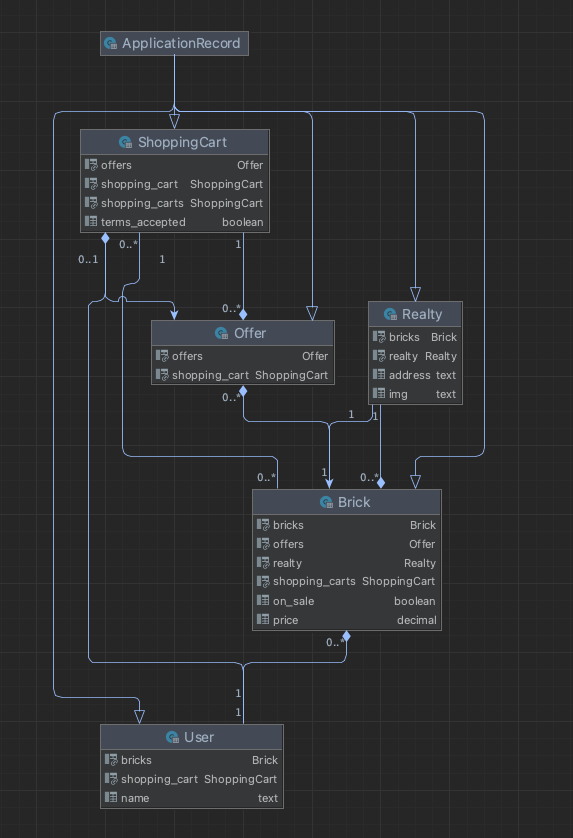 ApplicationRecord
ShoppingCart
offers Offer
shopping_cart ShoppingCart
shopping_carts ShoppingCart
terms_accepted boolean
0..1
0..*
1
1
0..*
Offer
offers Offer
shopping_cart ShoppingCart
0..*
Realty
bricks Brick
realty Realty
address text
img text
1
1
0..*
1
0..*
Brick
bricks Brick
offers Offer
realty Realty
shopping_carts ShoppingCart
on_sale boolean
price decimal
0..*
1
1
User
bricks Brick
shopping_cart ShoppingCart
name text